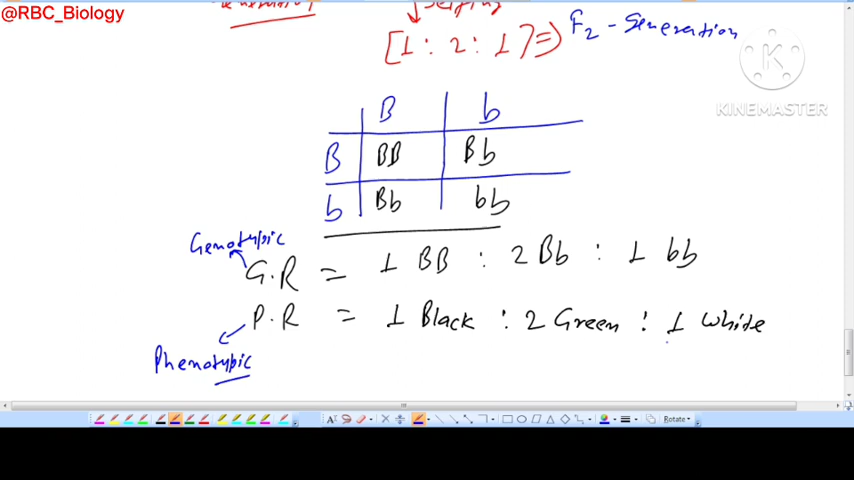 @RBC_Biology
Selfing
[1 : 2 : 1] => F2 - Generation
KINEMASTER
B b
B BB Bb
b Bb bb
Genotypic
G.R = 1 BB : 2 Bb : 1 bb
P.R = 1 Black : 2 Green : 1 White
Phenotypic
Rotate